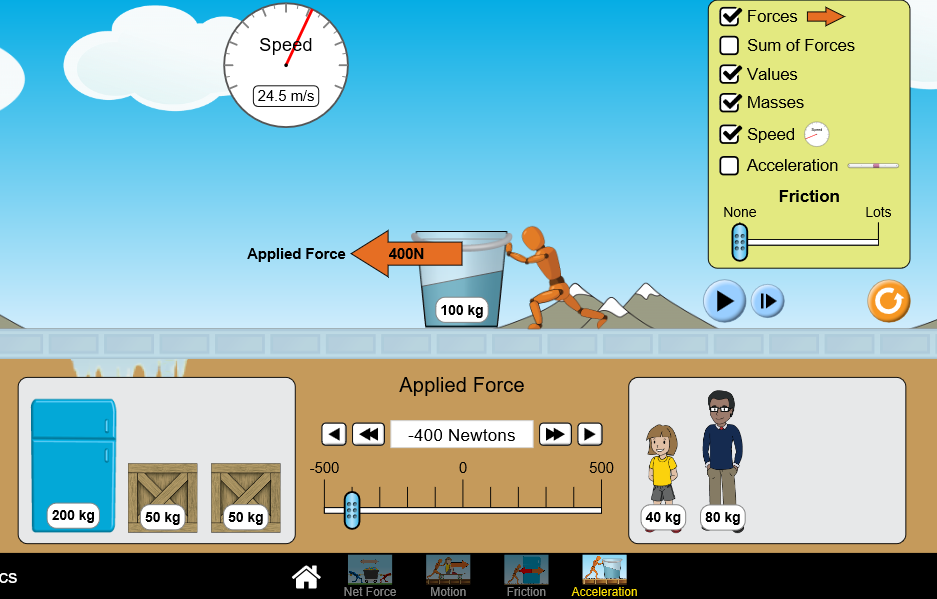 Speed
24.5 m/s
Forces
Sum of Forces
Values
Masses
Speed
Acceleration
Friction
None
Lots
Applied Force
400N
100 kg
Applied Force
-400 Newtons
-500
0
500
200 kg
50 kg
50 kg
40 kg
80 kg
cs
Net Force
Motion
Friction
Acceleration